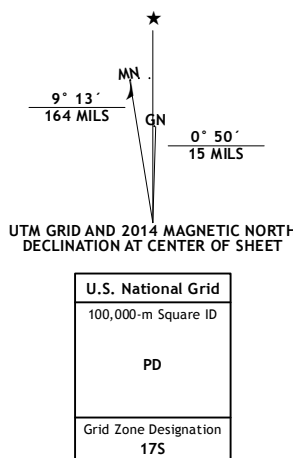 ★
MN
9° 13´
164 MILS
GN
0° 50´
15 MILS
UTM GRID AND 2014 MAGNETIC NORTH
DECLINATION AT CENTER OF SHEET
U.S. National Grid
100,000-m Square ID
PD
Grid Zone Designation
17S